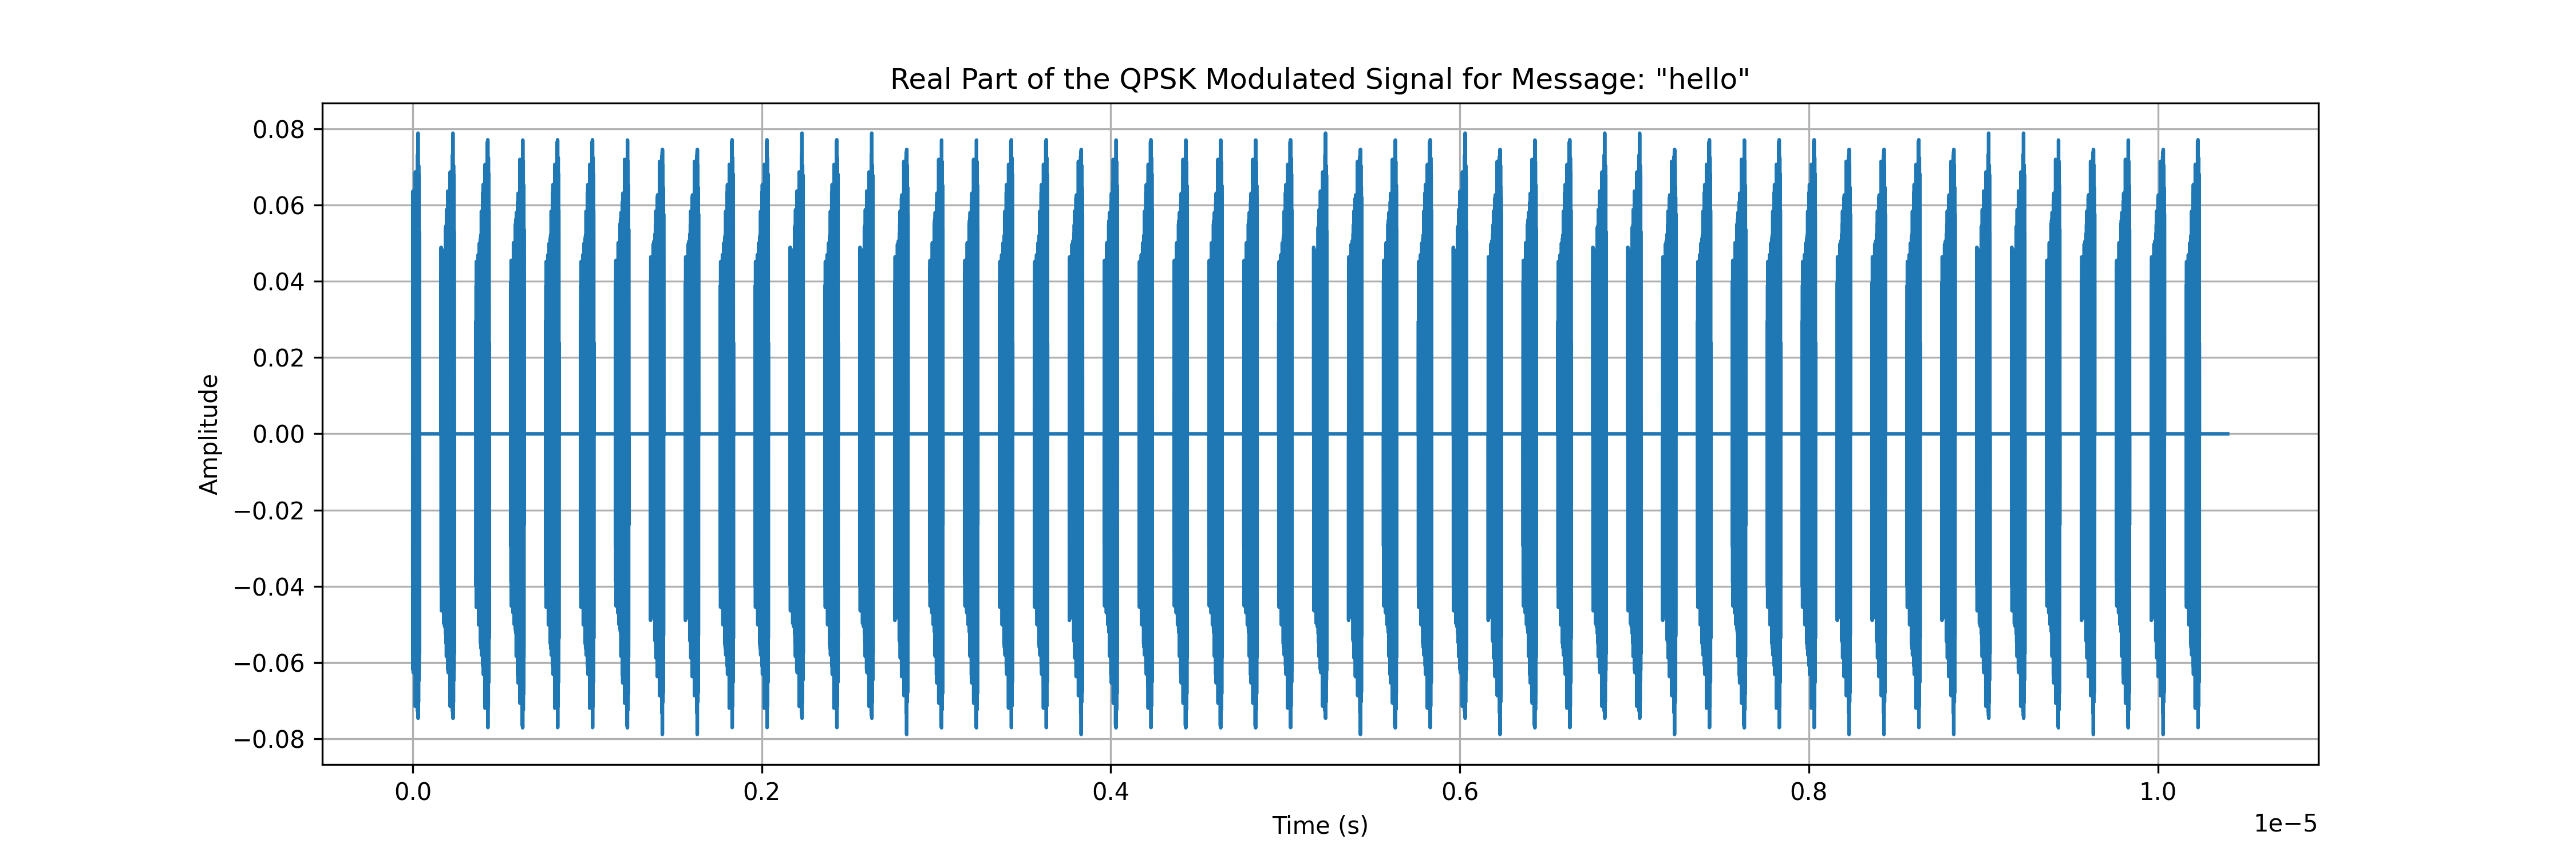 Real Part of the QPSK Modulated Signal for Message: "hello"
Amplitude
0.08
0.06
0.04
0.02
0.00
−0.02
−0.04
−0.06
−0.08
0.0 0.2 0.4 0.6 0.8 1.0
Time (s)
1e−5